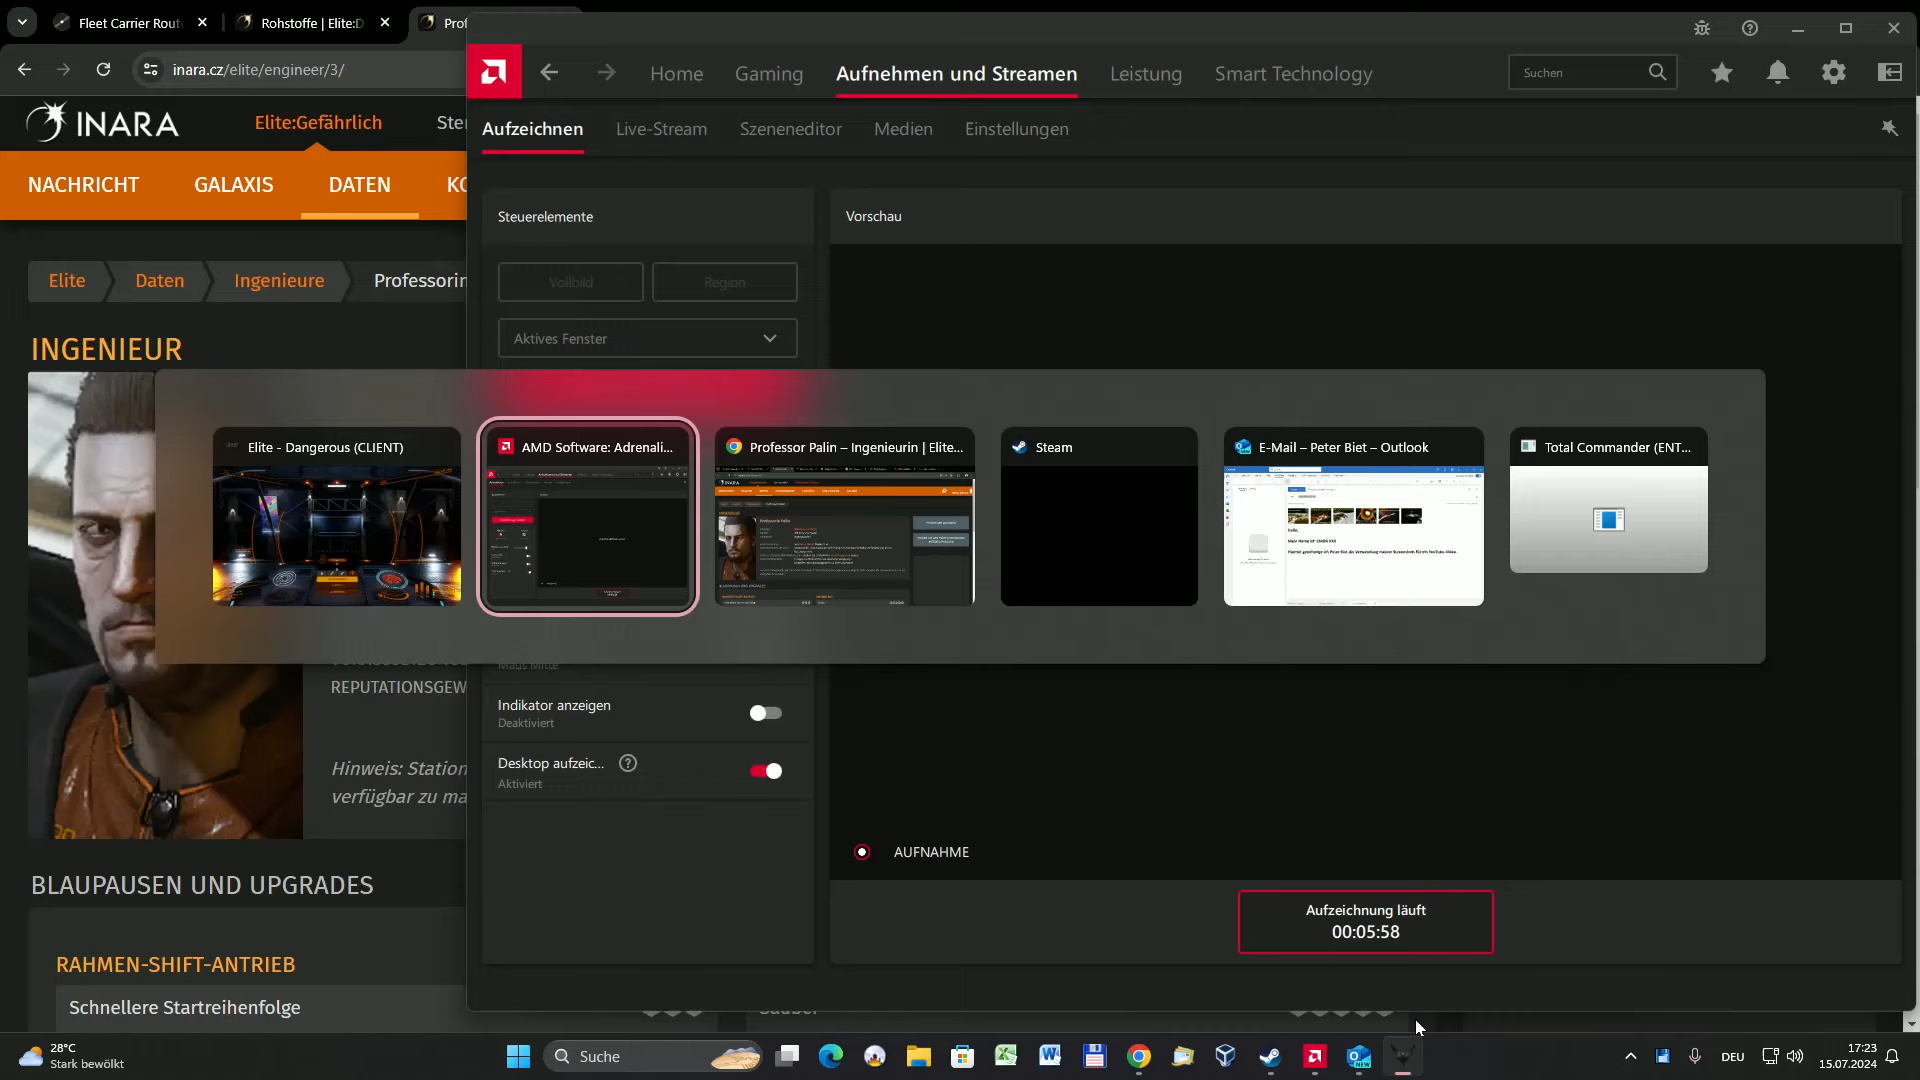 Fleet Carrier Rout
Rohstoffe | Elite:D
Prof
inara.cz/elite/engineer/3/
Home
Gaming
Aufnehmen und Streamen
Leistung
Smart Technology
Suchen
INARA
Elite:Gefährlich
Aufzeichnen
Live-Stream
Szeneneditor
Medien
Einstellungen
NACHRICHT
GALAXIS
DATEN
Steuerelemente
Vorschau
Elite
Daten
Ingenieure
Vollbild
Region
Aktives Fenster
INGENIEUR
Elite - Dangerous (CLIENT)
AMD Software: Adrenali...
Professor Palin – Ingenieurin | Elite...
Steam
E-Mail – Peter Biet – Outlook
Total Commander (ENT...
Maus Mitte
REPUTATIONSGEW
Indikator anzeigen
Deaktiviert
Desktop aufzeic...
Aktiviert
Hinweis: Station
verfügbar zu ma
AUFNAHME
BLAUPAUSEN UND UPGRADES
Aufzeichnung läuft
00:05:58
RAHMEN-SHIFT-ANTRIEB
Schnellere Startreihenfolge
28°C
Stark bewölkt
Suche
NEW
DEU
17:23
15.07.2024